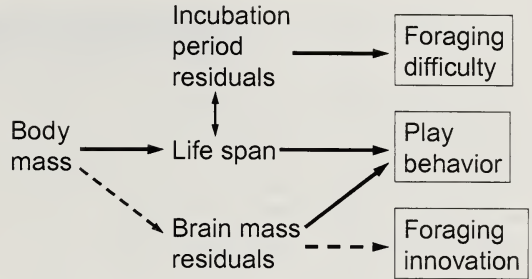 Incubation
period
residuals
Foraging
difficulty
Body
mass
Life span
Play
behavior
Brain mass
residuals
Foraging
innovation